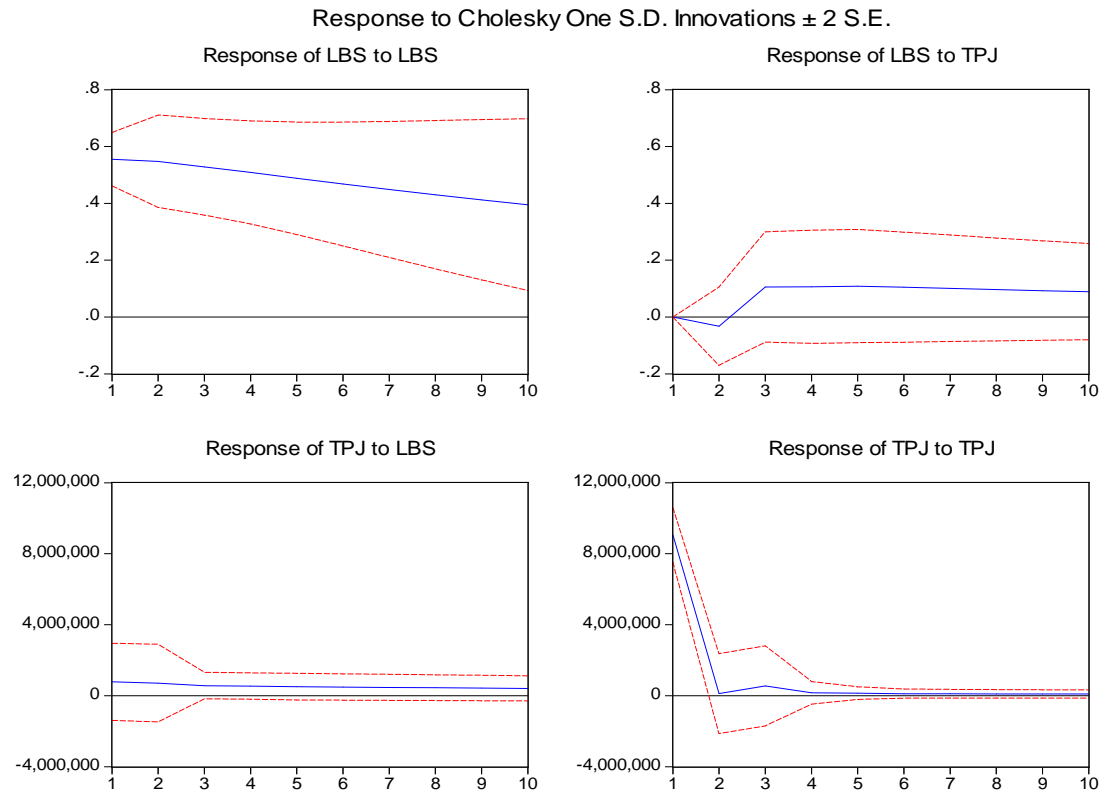 Response to Cholesky One S.D. Innovations ± 2 S.E.
Response of LBS to LBS
.8
.6
.4
.2
.0
-.2
1 2 3 4 5 6 7 8 9 10
Response of LBS to TPJ
.8
.6
.4
.2
.0
-.2
1 2 3 4 5 6 7 8 9 10
Response of TPJ to LBS
12,000,000
8,000,000
4,000,000
0
-4,000,000
1 2 3 4 5 6 7 8 9 10
Response of TPJ to TPJ
12,000,000
8,000,000
4,000,000
0
-4,000,000
1 2 3 4 5 6 7 8 9 10